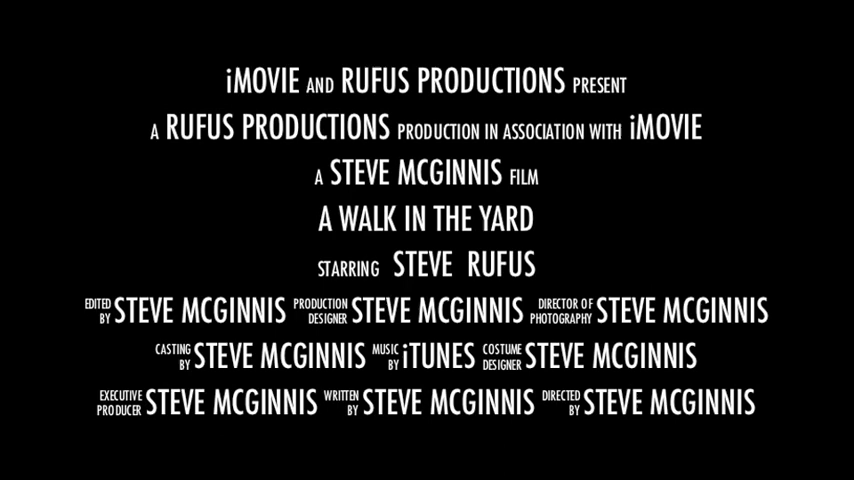 iMOVIE AND RUFUS PRODUCTIONS PRESENT
A RUFUS PRODUCTIONS PRODUCTION IN ASSOCIATION WITH iMOVIE
A STEVE MCGINNIS FILM
A WALK IN THE YARD
STARRING STEVE RUFUS
EDITED BY STEVE MCGINNIS PRODUCTION DESIGNER STEVE MCGINNIS DIRECTOR OF PHOTOGRAPHY STEVE MCGINNIS
CASTING BY STEVE MCGINNIS MUSIC BY iTUNES COSTUME DESIGNER STEVE MCGINNIS
EXECUTIVE PRODUCER STEVE MCGINNIS WRITTEN BY STEVE MCGINNIS DIRECTED BY STEVE MCGINNIS